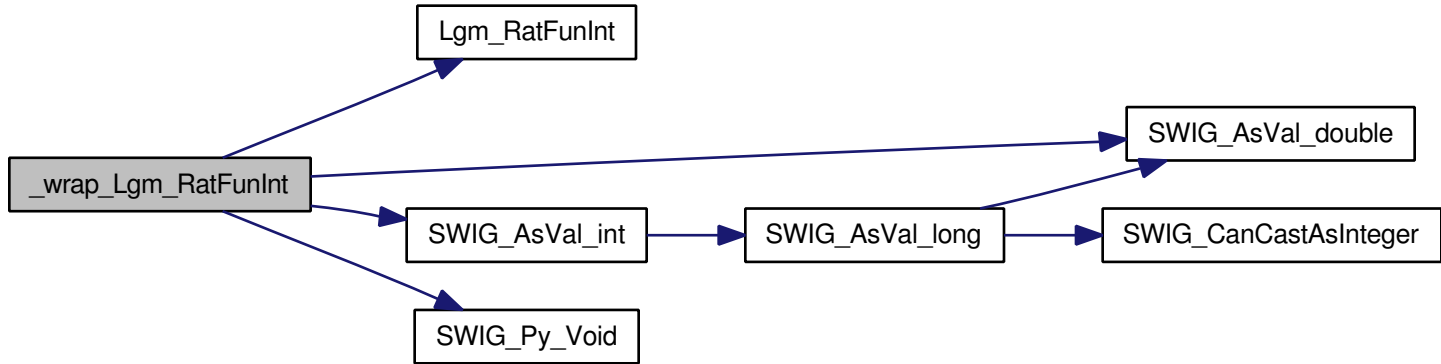 Lgm_RatFunInt
SWIG_AsVal_double
_wrap_Lgm_RatFunInt
SWIG_AsVal_int
SWIG_AsVal_long
SWIG_CanCastAsInteger
SWIG_Py_Void